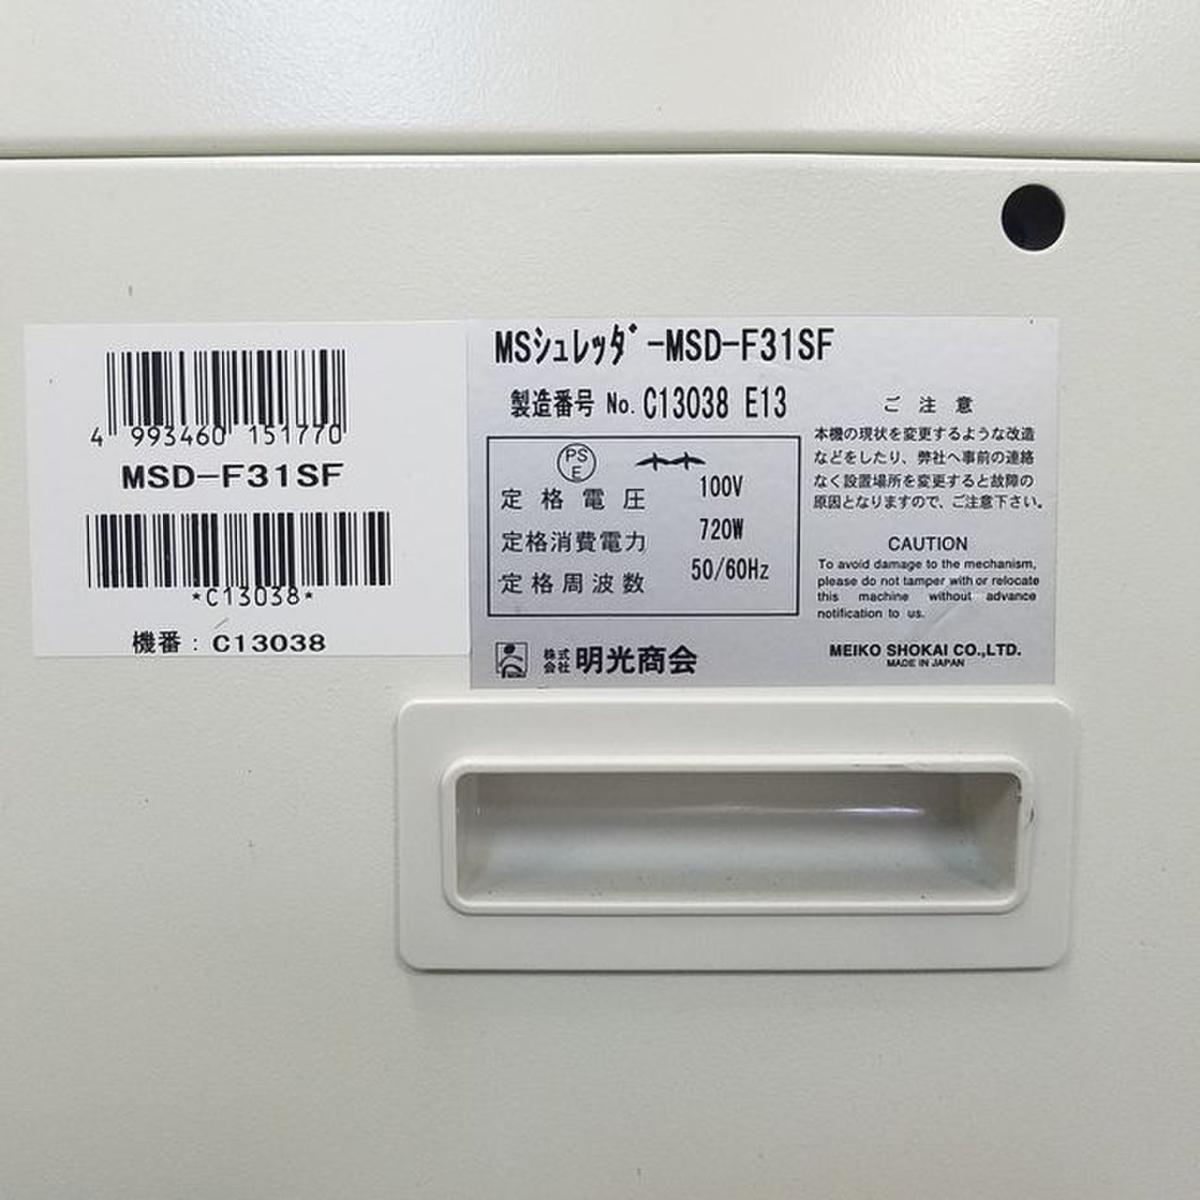 4 993460 151770
MSD-F31SF
*C13038*
機番：C13038
MSシュレッダｰ-MSD-F31SF
製造番号 No. C13038 E13
PS
E
定格電圧 100V
定格消費電力 720W
定格周波数 50/60Hz
株式
会社 明光商会
ご注意
本機の現状を変更するような改造
などをしたり、弊社へ事前の連絡
なく設置場所を変更すると故障の
原因となりますので、ご注意下さい。
CAUTION
To avoid damage to the mechanism,
please do not tamper with or relocate
this machine without advance
notification to us.
MEIKO SHOKAI CO.,LTD.
MADE IN JAPAN